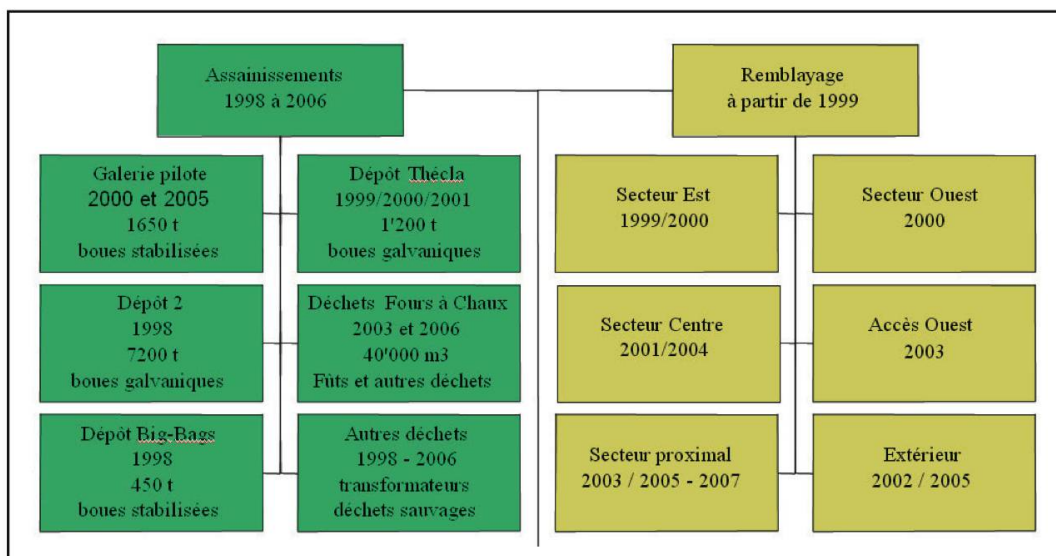 Assainissements
1998 à 2006
Galerie pilote
2000 et 2005
1650 t
boues stabilisées
Dépôt Thécla
1999/2000/2001
1'200 t
boues galvaniques
Dépôt 2
1998
7200 t
boues galvaniques
Déchets Fours à Chaux
2003 et 2006
40'000 m3
Fûts et autres déchets
Dépôt Big-Bags
1998
450 t
boues stabilisées
Autres déchets
1998 - 2006
transformateurs
déchets sauvages
Remblayage
à partir de 1999
Secteur Est
1999/2000
Secteur Ouest
2000
Secteur Centre
2001/2004
Accès Ouest
2003
Secteur proximal
2003 / 2005 - 2007
Extérieur
2002 / 2005